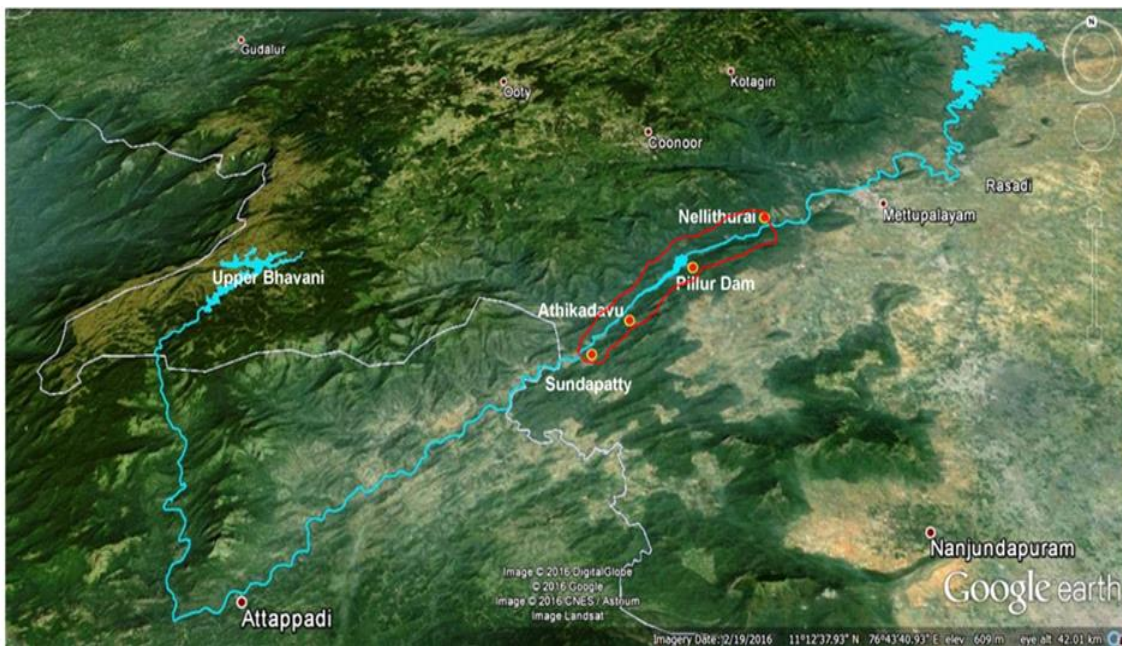 N
Gudalur
Ooty
Kotagiri
Coonoor
Rasadi
Mettupalayam
Nellithurai
Upper Bhavani
Pillur Dam
Athikadavu
Sundapatty
Nanjundapuram
Attappadi
Image © 2016 DigitalGlobe
© 2016 Google
Image © 2016 CNES / Astrium
Image Landsat
Google earth
Imagery Date: 2/19/2016 11°12'37.93" N 76°43'40.93" E elev 609 m eye alt 42.01 km